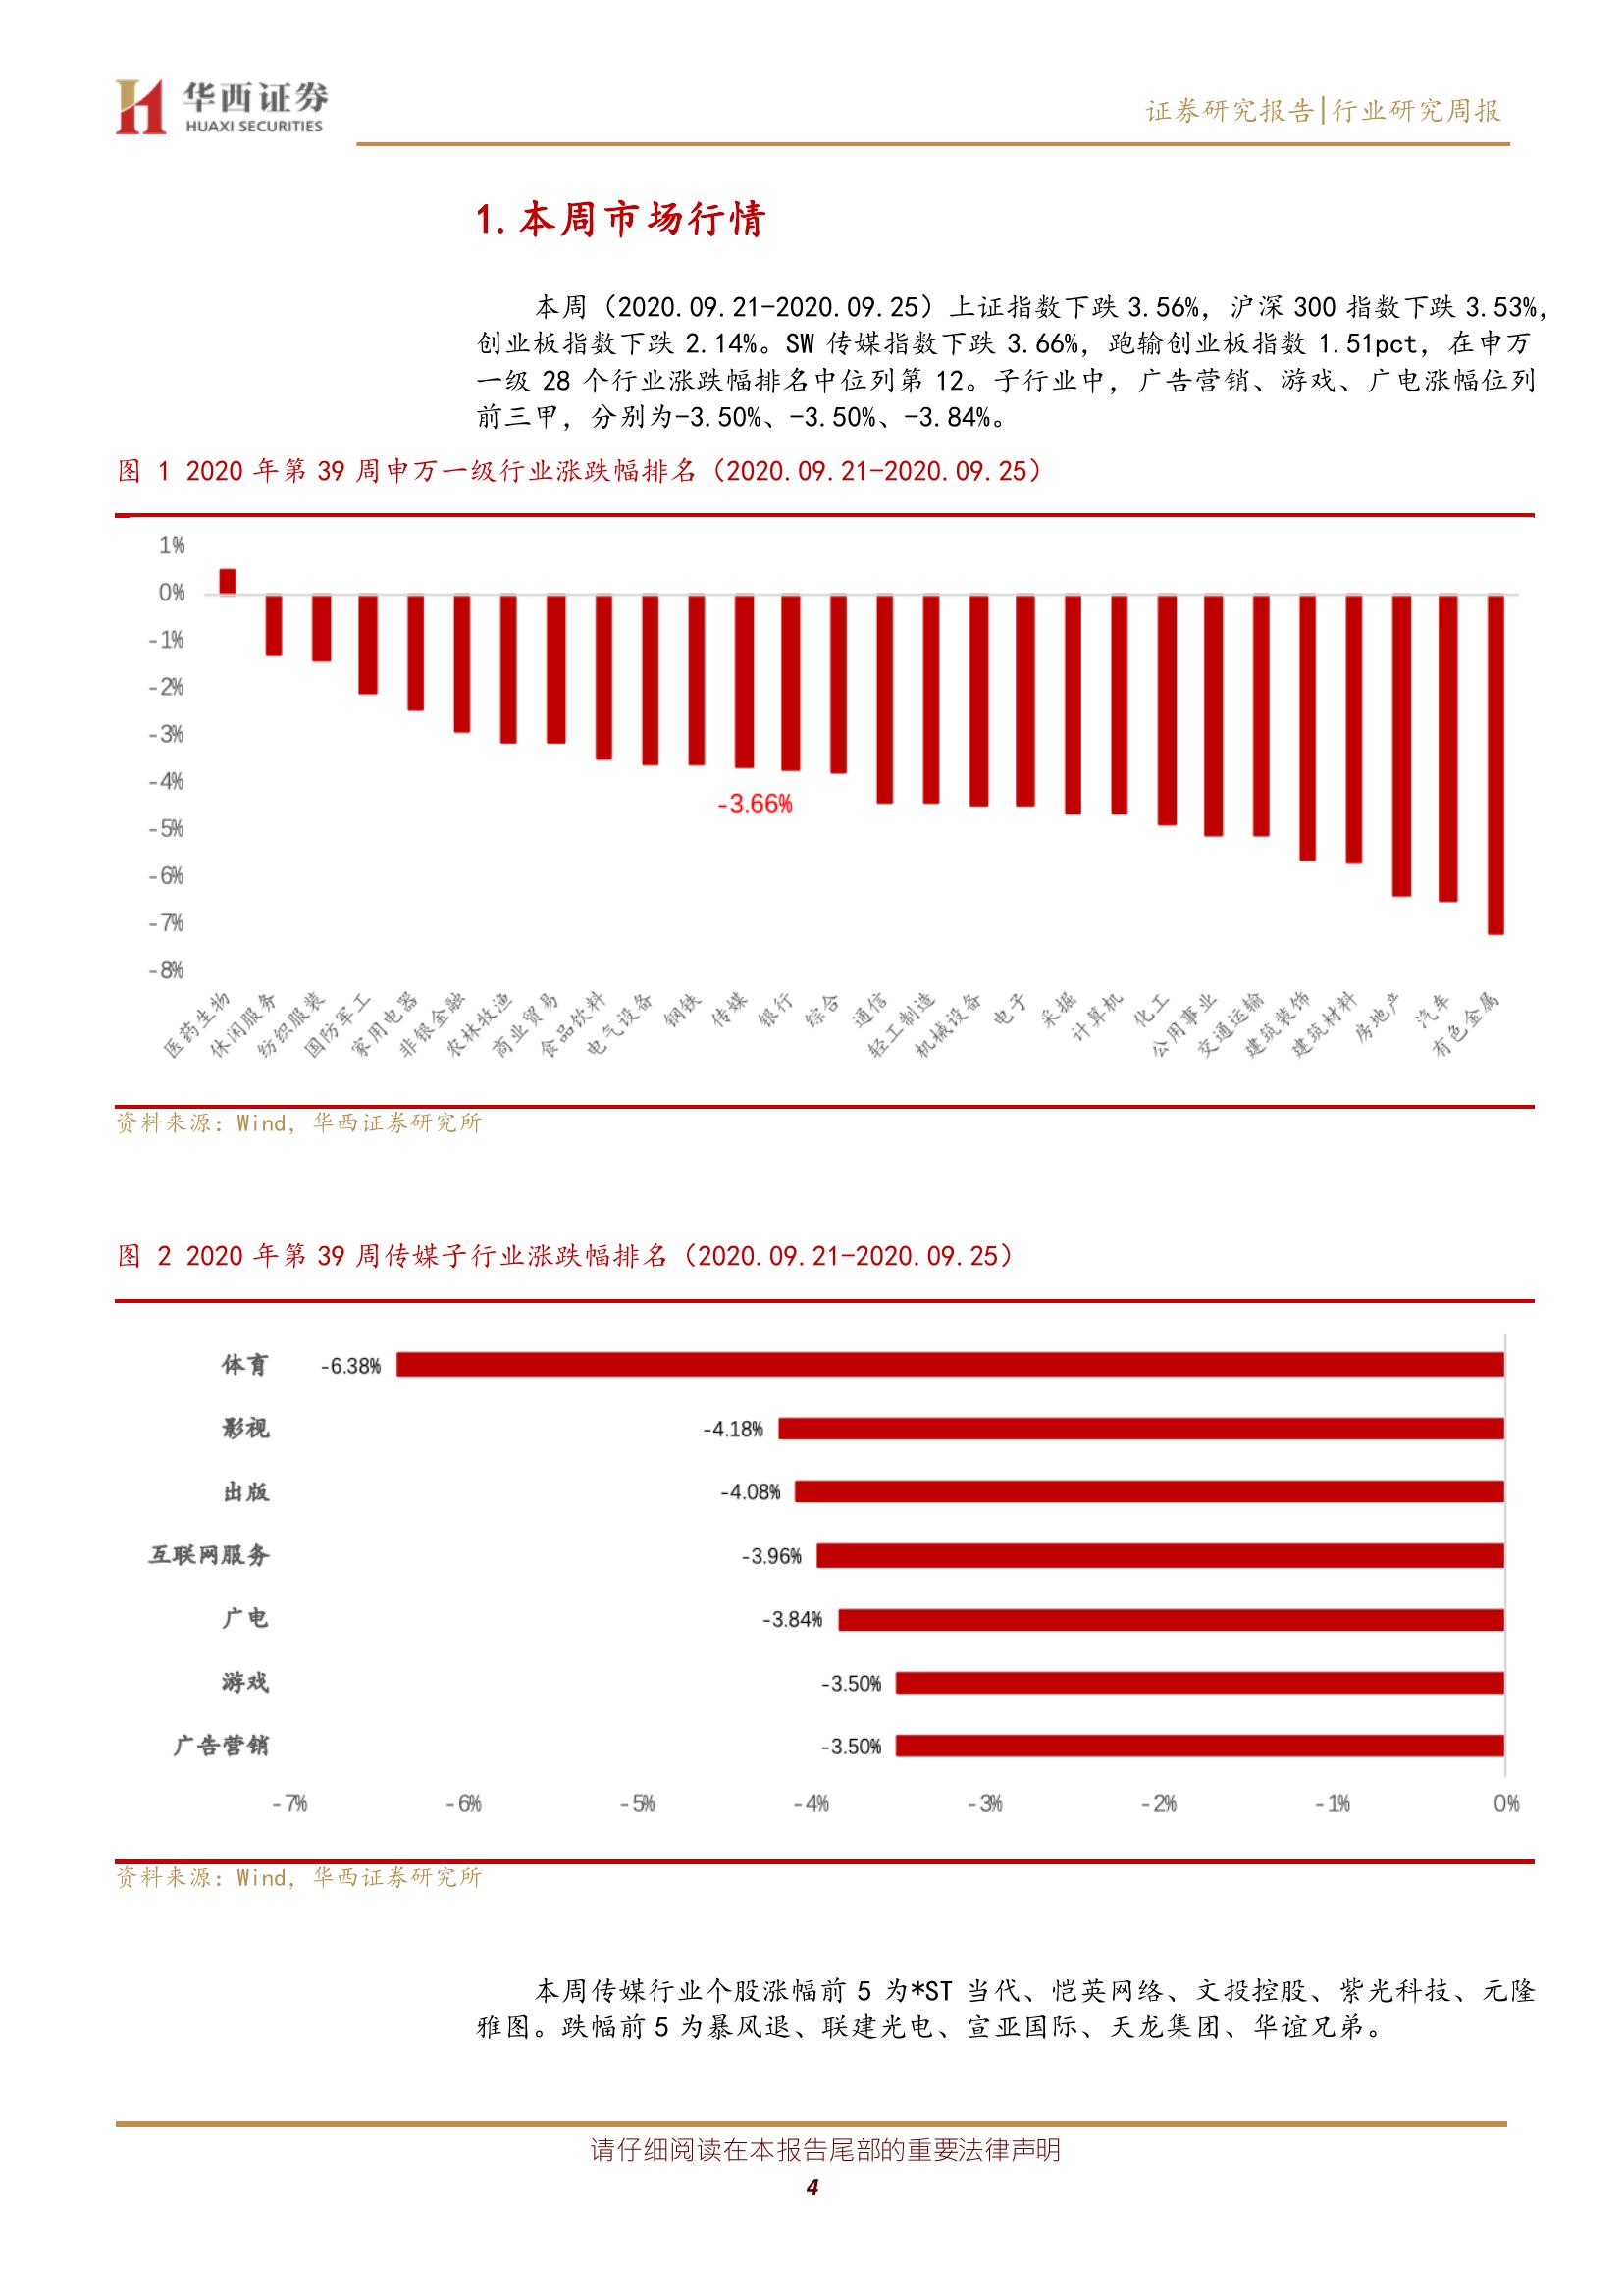 华西证券
HUAXI SECURITIES
证券研究报告|行业研究周报
1.本周市场行情
本周（2020.09.21-2020.09.25）上证指数下跌 3.56%，沪深 300 指数下跌 3.53%，
创业板指数下跌 2.14%。SW 传媒指数下跌 3.66%，跑输创业板指数 1.51pct，在申万
一级 28 个行业涨跌幅排名中位列第 12。子行业中，广告营销、游戏、广电涨幅位列
前三甲，分别为-3.50%、-3.50%、-3.84%。
图 1 2020 年第 39 周申万一级行业涨跌幅排名（2020.09.21-2020.09.25）
1%
0%
-1%
-2%
-3%
-4%
-5%
-6%
-7%
-8%
-3.66%
医药生物
休闲服务
纺织服装
国防军工
家用电器
非银金融
农林牧渔
商业贸易
食品饮料
电气设备
钢铁
传媒
银行
综合
通信
轻工制造
机械设备
电子
采掘
计算机
化工
公用事业
交通运输
建筑装饰
建筑材料
房地产
汽车
有色金属
资料来源：Wind，华西证券研究所
图 2 2020 年第 39 周传媒子行业涨跌幅排名（2020.09.21-2020.09.25）
体育 -6.38%
影视 -4.18%
出版 -4.08%
互联网服务 -3.96%
广电 -3.84%
游戏 -3.50%
广告营销 -3.50%
-7% -6% -5% -4% -3% -2% -1% 0%
资料来源：Wind，华西证券研究所
本周传媒行业个股涨幅前 5 为*ST 当代、恺英网络、文投控股、紫光科技、元隆
雅图。跌幅前 5 为暴风退、联建光电、宣亚国际、天龙集团、华谊兄弟。
请仔细阅读在本报告尾部的重要法律声明
4